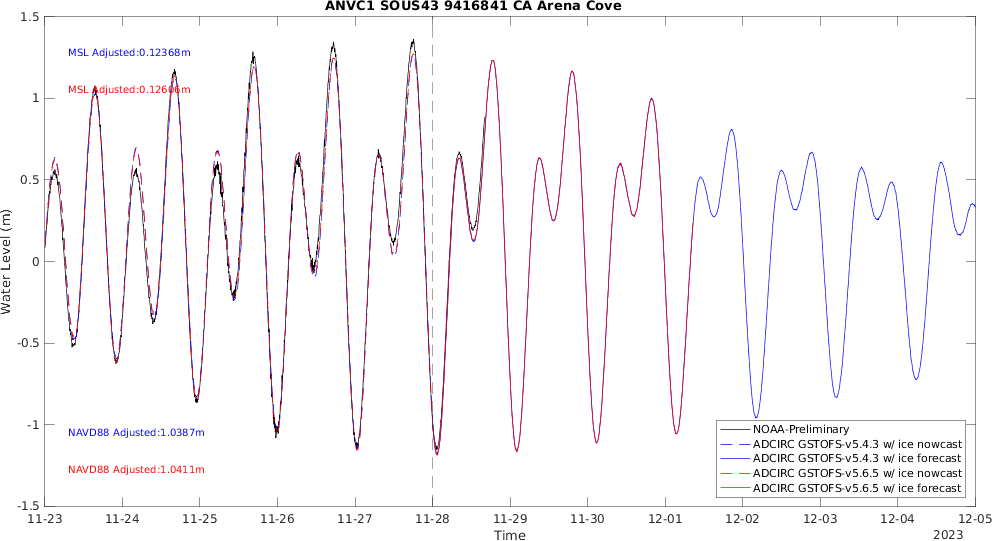 ANVC1 SOUS43 9416841 CA Arena Cove
1.5
1
0.5
0
-0.5
-1
-1.5
Water Level (m)
MSL Adjusted:0.12368m
MSL Adjusted:0.12606m
NAVD88 Adjusted:1.0387m
NAVD88 Adjusted:1.0411m
NOAA-Preliminary
ADCIRC GSTOFS-v5.4.3 w/ ice nowcast
ADCIRC GSTOFS-v5.4.3 w/ ice forecast
ADCIRC GSTOFS-v5.6.5 w/ ice nowcast
ADCIRC GSTOFS-v5.6.5 w/ ice forecast
11-23 11-24 11-25 11-26 11-27 11-28 11-29 11-30 12-01 12-02 12-03 12-04 12-05
Time
2023